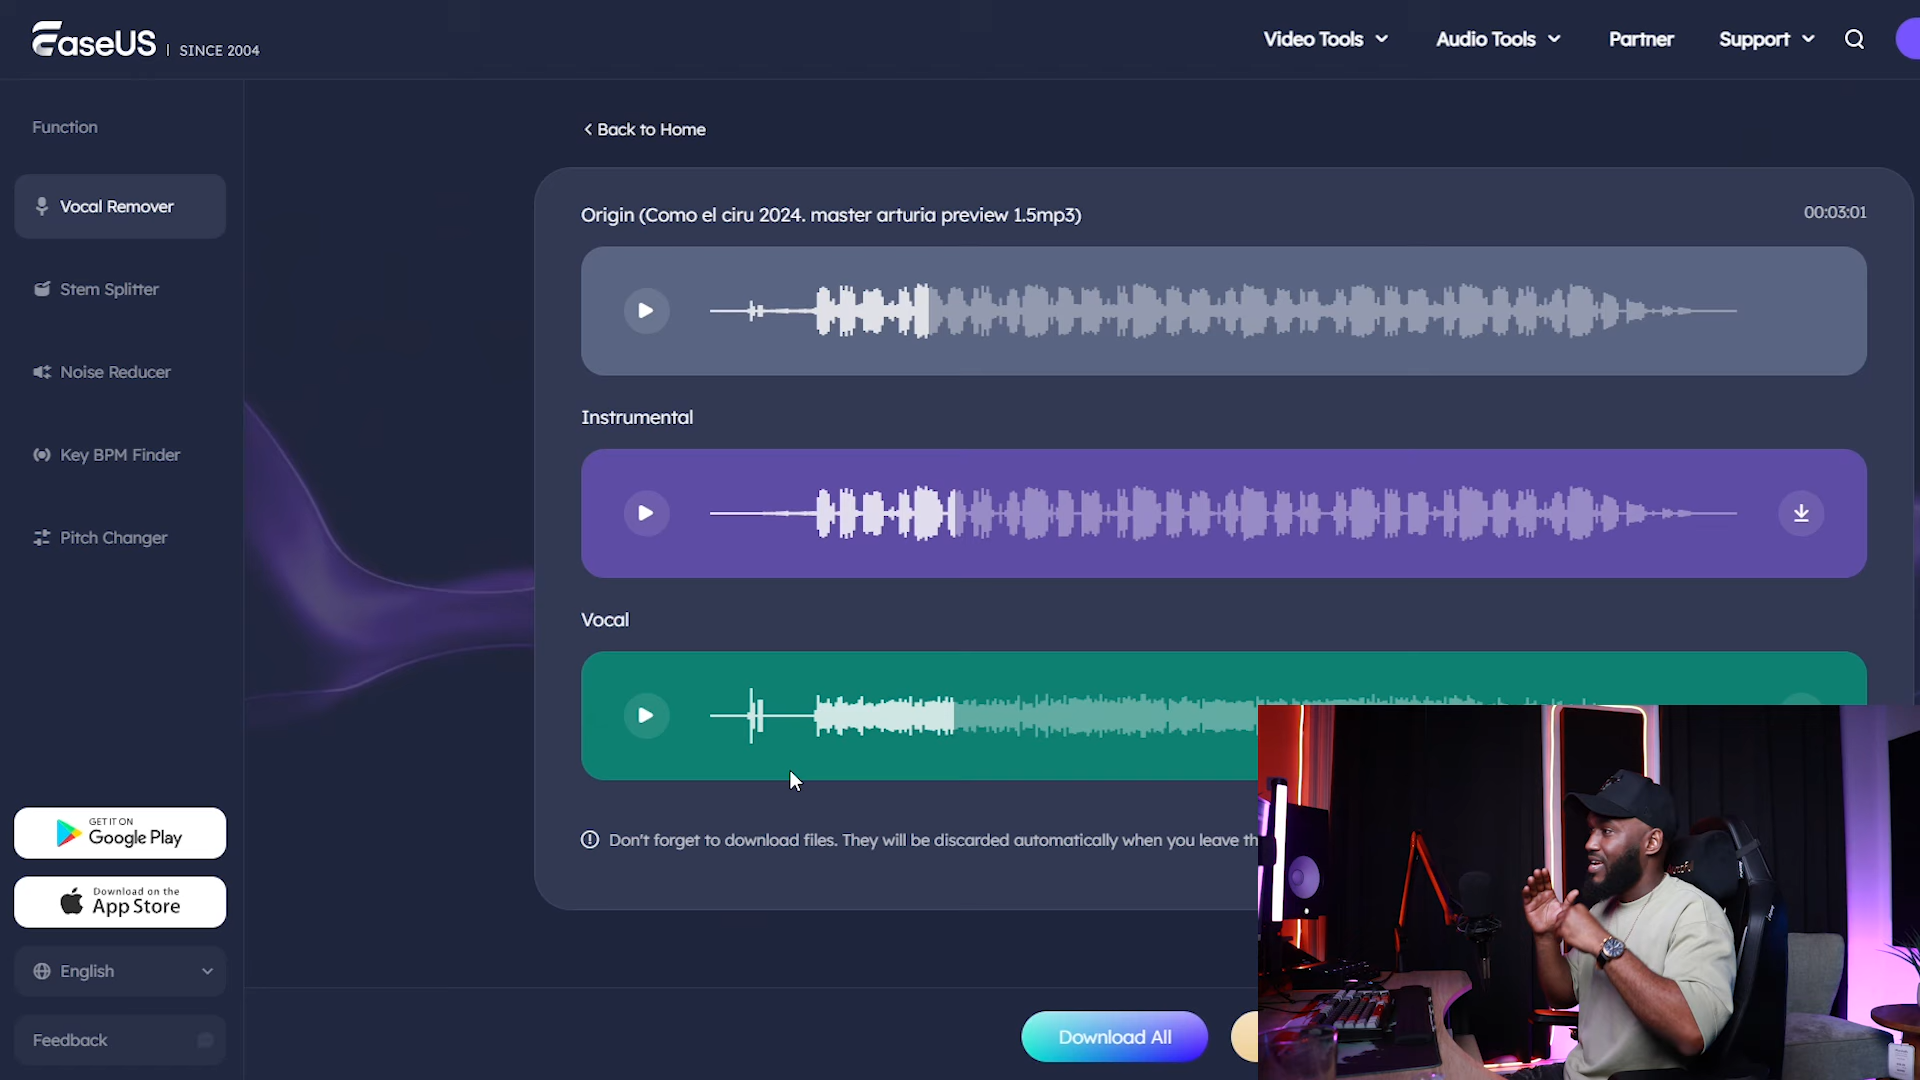 EaseUS | SINCE 2004
Video Tools
Audio Tools
Partner
Support
Function
Vocal Remover
Stem Splitter
Noise Reducer
Key BPM Finder
Pitch Changer
GET IT ON
Google Play
Download on the
App Store
English
Feedback
< Back to Home
Origin (Como el ciru 2024. master arturia preview 1.5mp3)
00:03:01
Instrumental
Vocal
Don't forget to download files. They will be discarded automatically when you leave
Download All